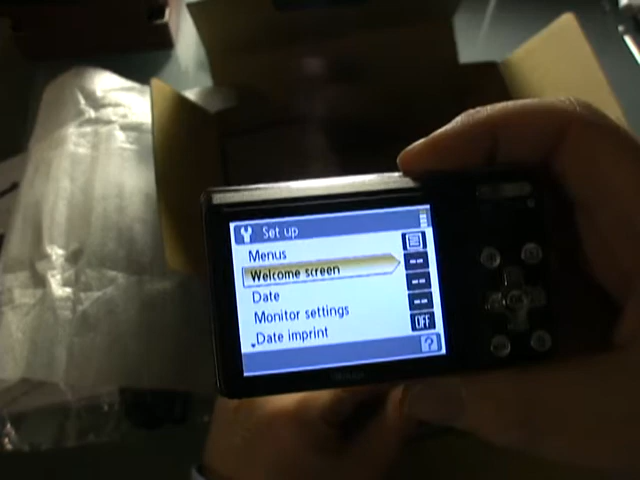 Set up
Menus
Welcome screen --
Date --
Monitor settings --
Date imprint OFF
?